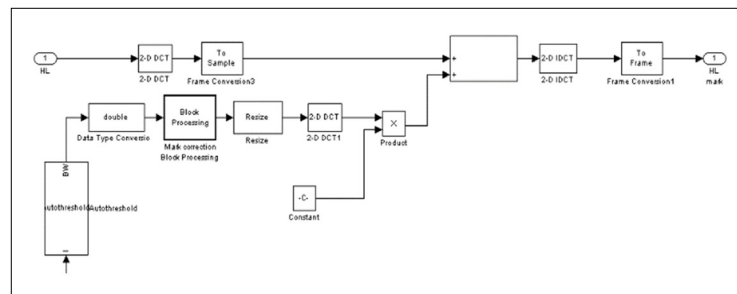 1
HL
2-D DCT
2-D DCT
To
Sample
Frame Conversion3
+
+
2-D IDCT
2-D IDCT
To
Frame
Frame Conversion1
1
HL
mark
double
Data Type Conversio
Block
Processing
Mark correction
Block Processing
Resize
Resize
2-D DCT
2-D DCT1
×
Product
-C-
Constant
BW
Autothreshold
Autothreshold
I